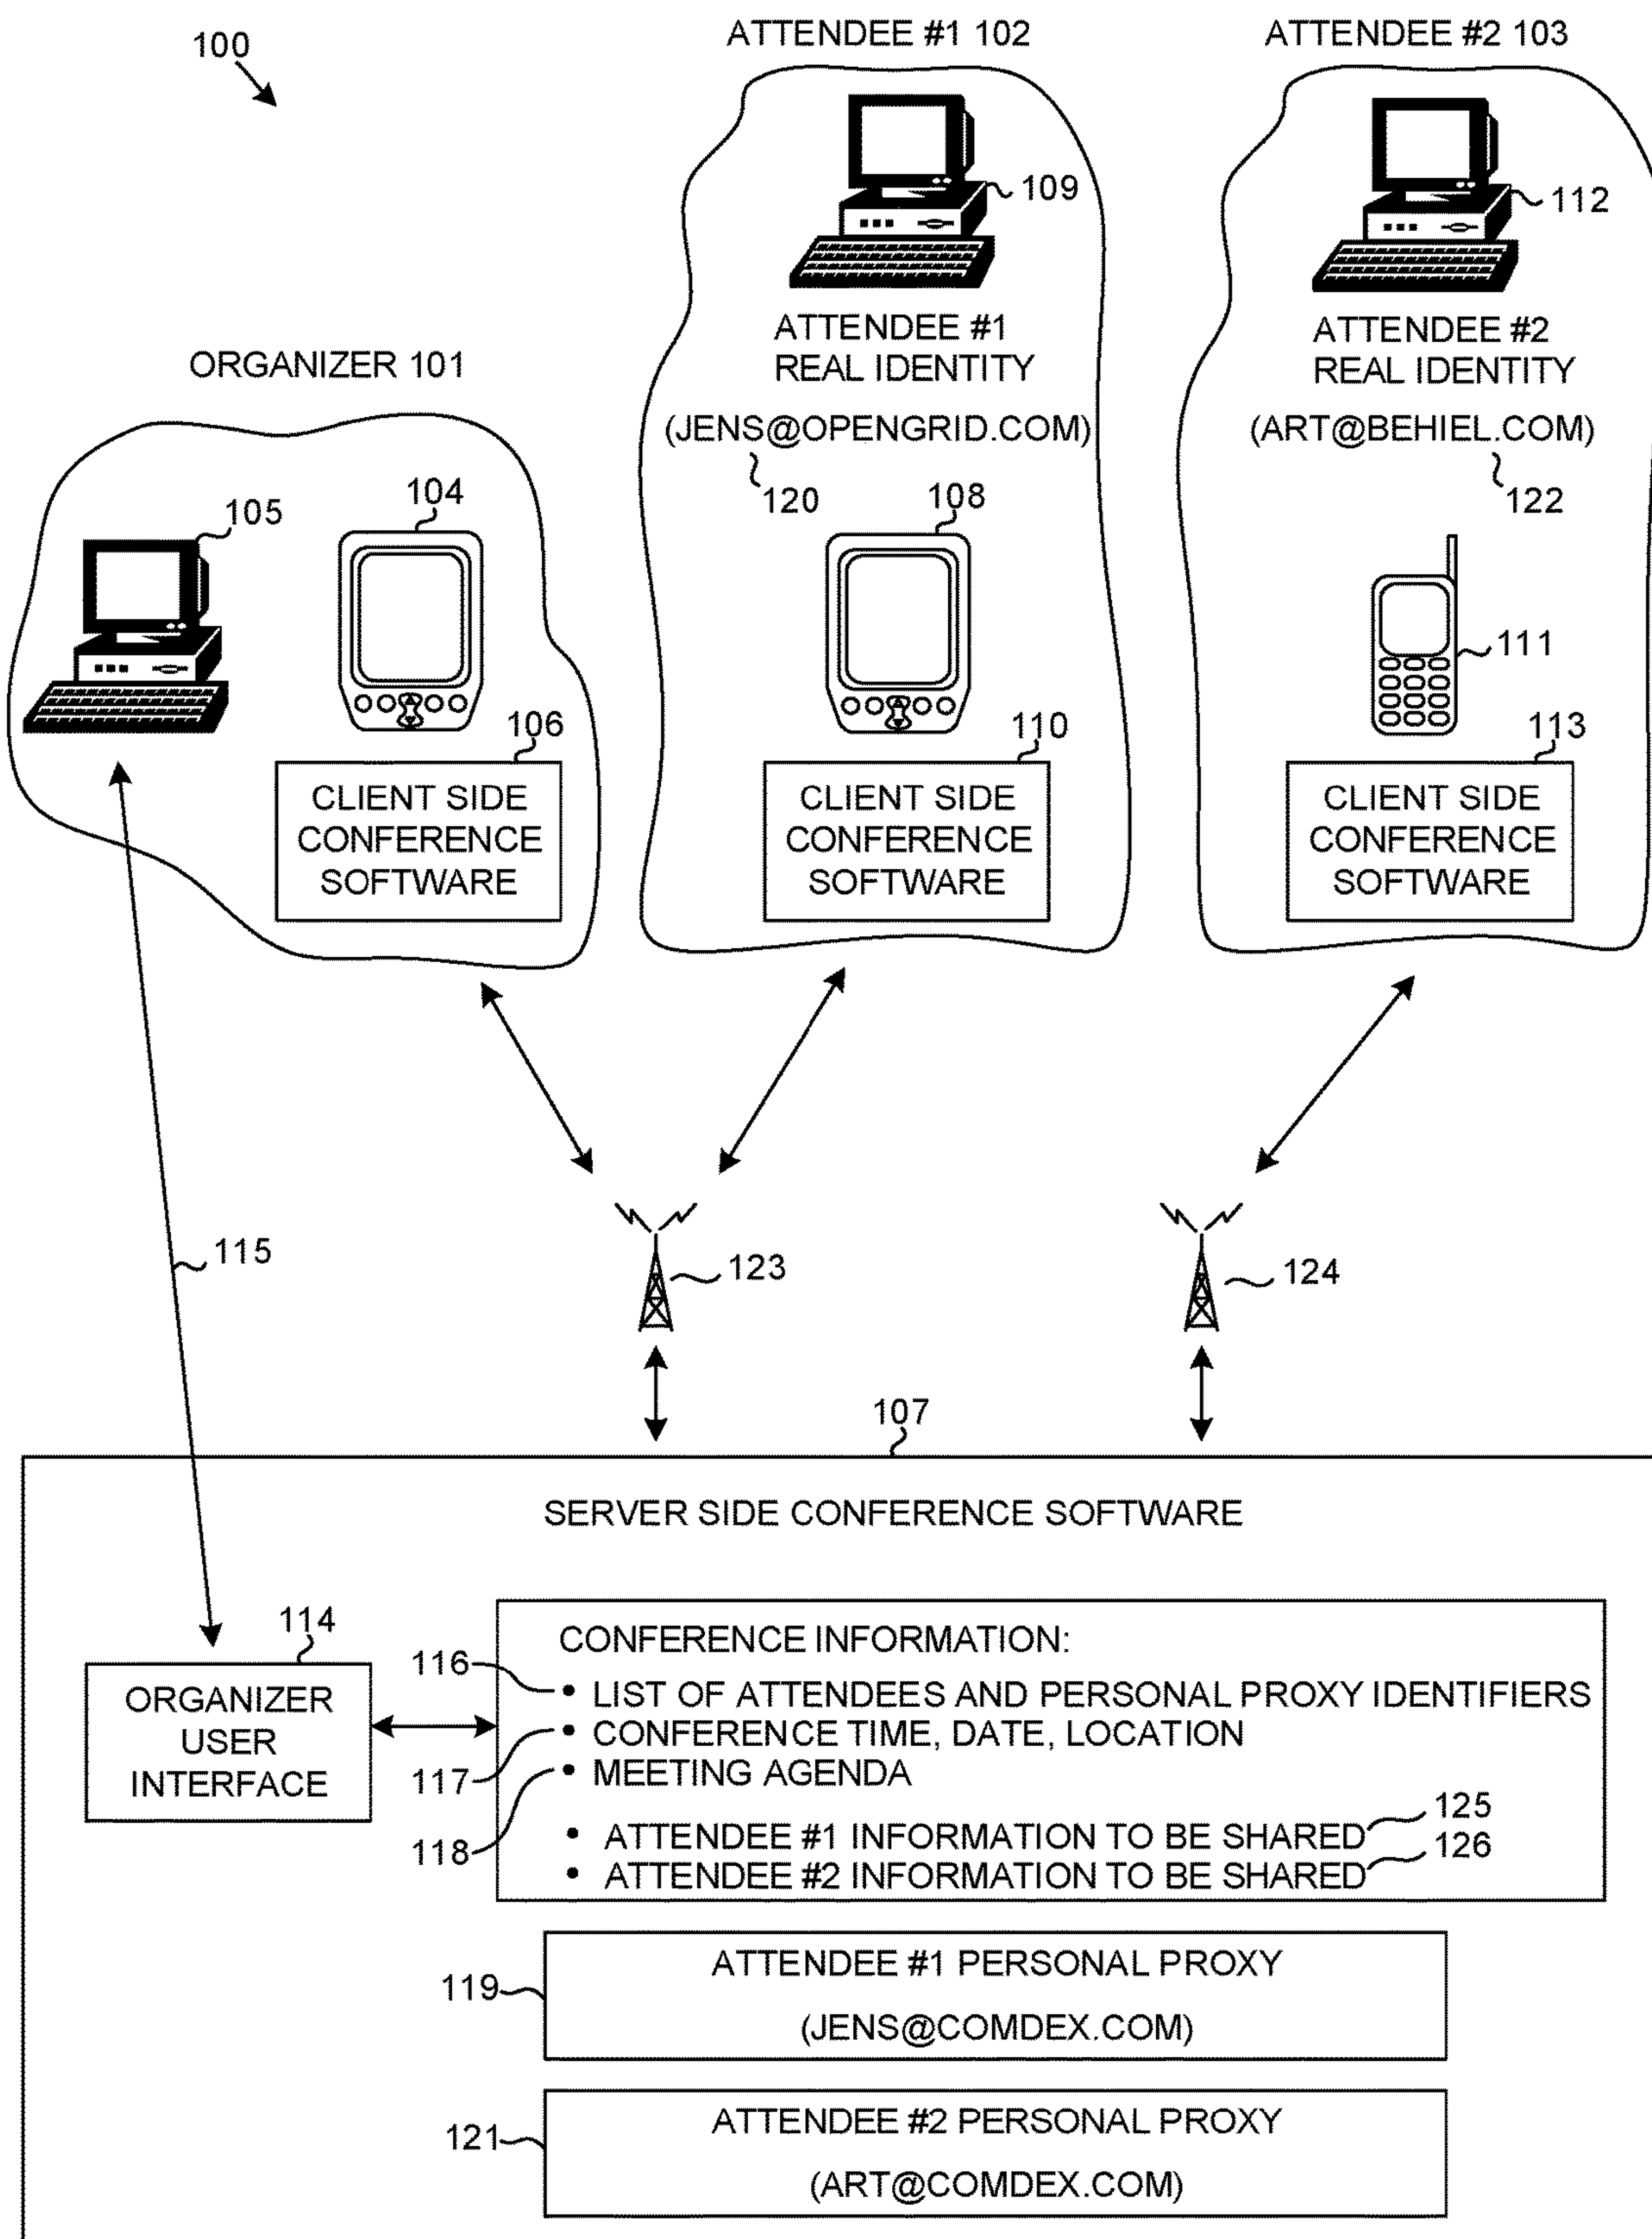 100
ATTENDEE #1 102
ATTENDEE #2 103
109
112
ATTENDEE #1
REAL IDENTITY
(JENS@OPENGRID.COM)
120
ATTENDEE #2
REAL IDENTITY
(ART@BEHIEL.COM)
122
ORGANIZER 101
105
104
108
111
106
CLIENT SIDE
CONFERENCE
SOFTWARE
110
CLIENT SIDE
CONFERENCE
SOFTWARE
113
CLIENT SIDE
CONFERENCE
SOFTWARE
115
123
124
107
SERVER SIDE CONFERENCE SOFTWARE
114
ORGANIZER
USER
INTERFACE
CONFERENCE INFORMATION:
116
• LIST OF ATTENDEES AND PERSONAL PROXY IDENTIFIERS
117
• CONFERENCE TIME, DATE, LOCATION
118
• MEETING AGENDA
• ATTENDEE #1 INFORMATION TO BE SHARED
125
• ATTENDEE #2 INFORMATION TO BE SHARED
126
119
ATTENDEE #1 PERSONAL PROXY
(JENS@COMDEX.COM)
121
ATTENDEE #2 PERSONAL PROXY
(ART@COMDEX.COM)